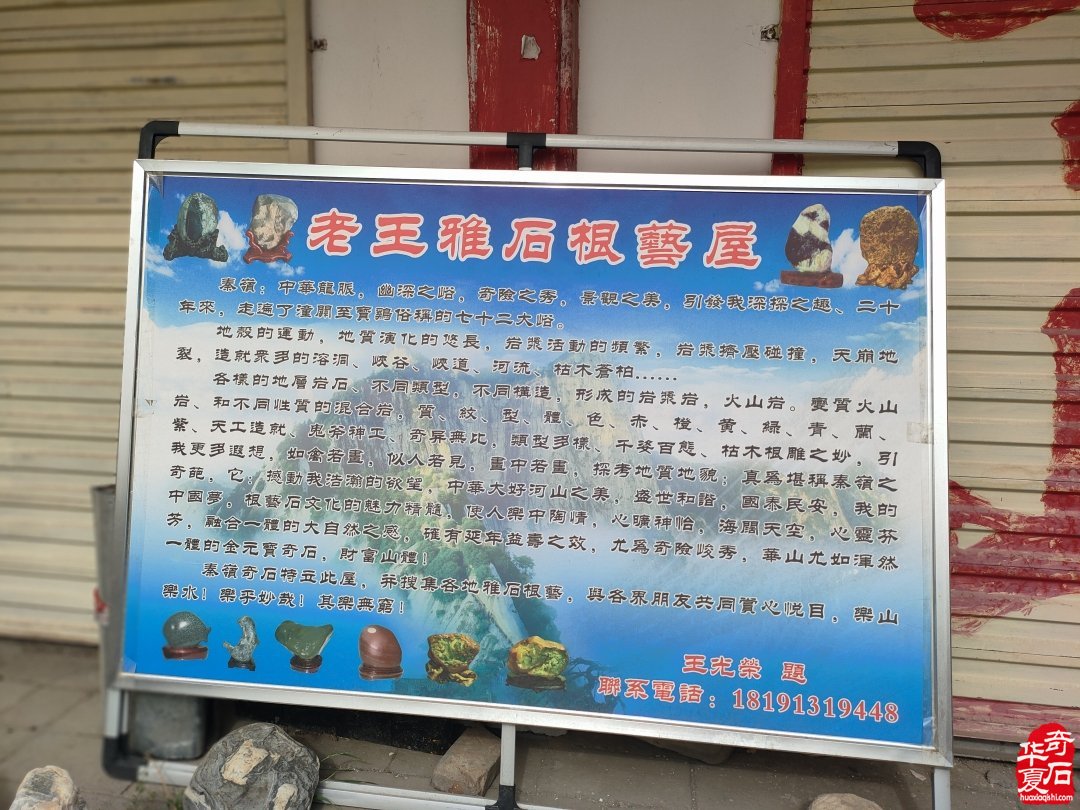 老王雅石根藝屋
秦嶺：中華龍脈，幽深之峪，奇險之秀，景觀之美，引發我深探之趣、二十
年來，走遍了潼關至寶鷄俗稱的七十二大峪。
地殼的運動，地質演化的悠長，岩漿活動的頻繁，岩漿擠壓碰撞，天崩地
裂，造就眾多的溶洞、峽谷、峽道、河流、枯木蒼柏……
各樣的地層岩石、不同類型，不同構造，形成的岩漿岩，火山岩。變質火山
岩、和不同性質的混合岩，質、紋、型、體、色、赤、橙、黄、綠、青、蘭、
紫、天工造就、鬼斧神工、奇异無比，類型多樣、千姿百態、枯木根雕之妙，引
我更多遐想，如禽若畫，似人若見，畫中若畫，探考地質地貌；真為堪稱秦嶺之
奇葩，它；撼動我浩瀚的欲望，中華大好河山之美，盛世和諧，國泰民安，我的
中國夢，根藝石文化的魅力精髓，使人樂中陶情，心曠神怡，海闊天空，心靈芬
芳，融合一體的大自然之感，確有延年益壽之效，尤為奇險峻秀，華山尤如渾然
一體的金元寶奇石，財富山體！
秦嶺奇石特立此屋，并搜集各地雅石根藝，與各界朋友共同賞心悦目，樂山
樂水！樂乎妙哉！其樂無窮！
王光榮 題
聯系電話：18191319448
奇石
华夏
huaxiaqishi.com